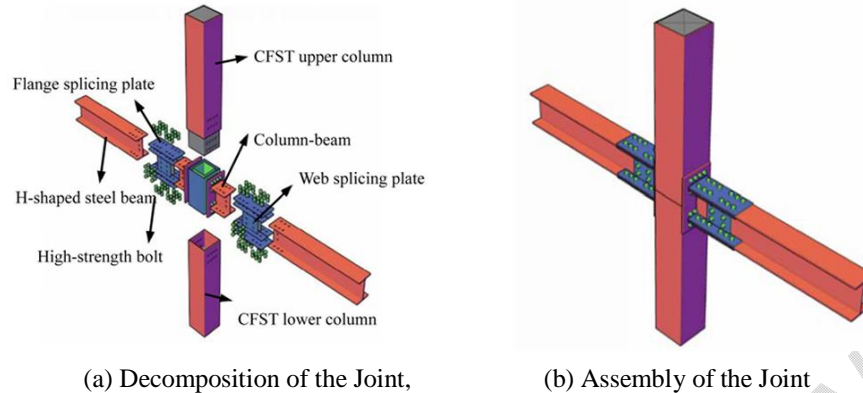 CFST upper column
Flange splicing plate
Column-beam
Web splicing plate
H-shaped steel beam
High-strength bolt
CFST lower column
(a) Decomposition of the Joint,
(b) Assembly of the Joint